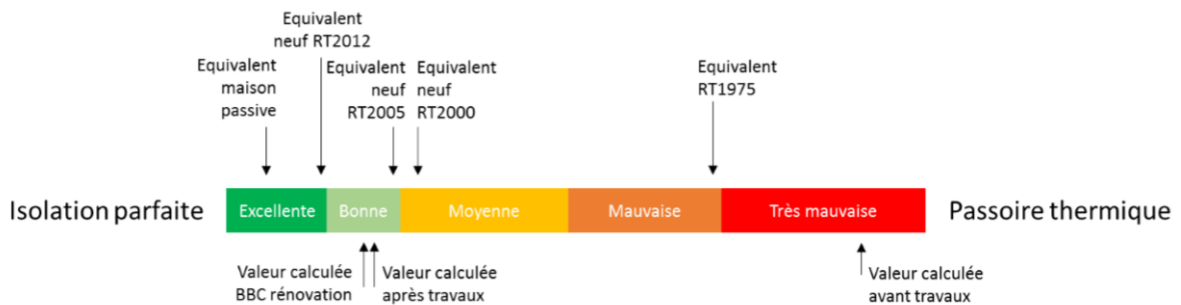 Equivalent
neuf RT2012
Equivalent
maison
passive
Equivalent
neuf
RT2005
Equivalent
neuf
RT2000
Equivalent
RT1975
Isolation parfaite
Excellente
Bonne
Moyenne
Mauvaise
Très mauvaise
Passoire thermique
Valeur calculée
BBC rénovation
Valeur calculée
après travaux
Valeur calculée
avant travaux